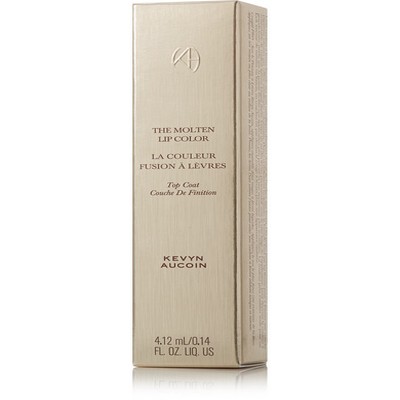 THE MOLTEN
LIP COLOR
LA COULEUR
FUSION À LÈVRES
Top Coat
Couche De Finition
KEVYN
AUCOIN
4.12 mL/0.14
FL. OZ. LIQ. US